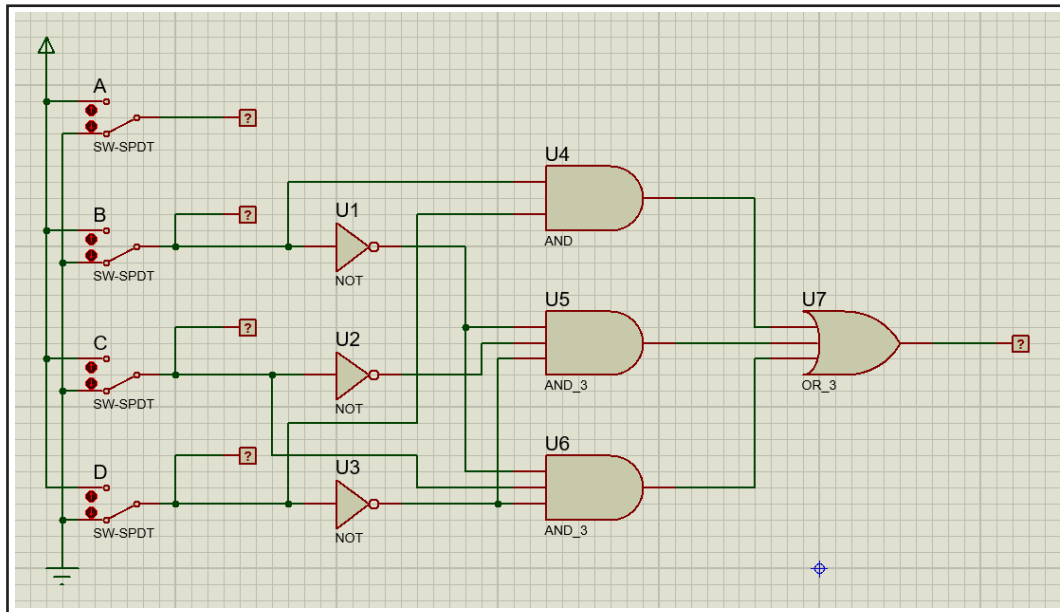 A
?
SW-SPDT
B
?
SW-SPDT
C
?
SW-SPDT
D
?
SW-SPDT
U1
NOT
U2
NOT
U3
NOT
U4
AND
U5
AND_3
U6
AND_3
U7
OR_3
?